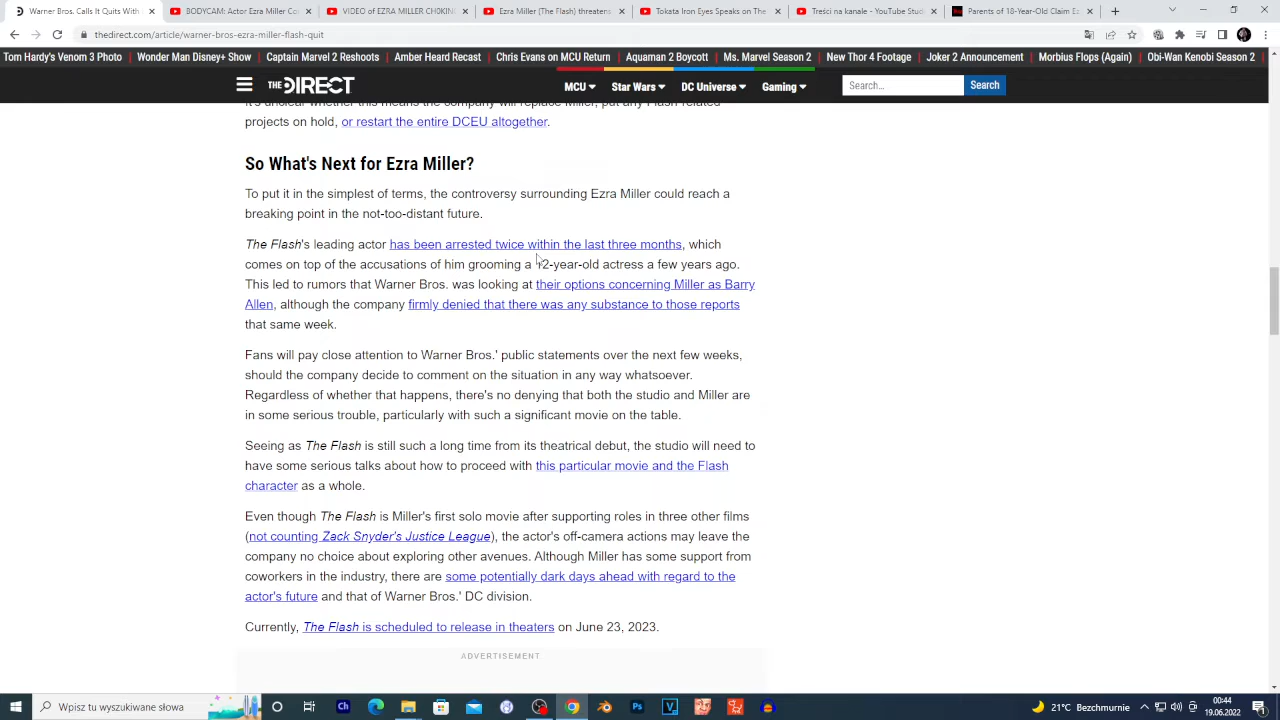 Warner Bros. Calls It Quits With
BODYCAM: Actor Ezra Miller Con
VIDEO of EZRA MILLER CHOKING
Ezra Miller (The Flash) threatens
Tokata Iron Eyes Speaks on The
Treści na kanale - YouTube Stud
Parents of 18-Year-Old Claim Ez
thedirect.com/article/warner-bros-ezra-miller-flash-quit
Tom Hardy's Venom 3 Photo
Wonder Man Disney+ Show
Captain Marvel 2 Reshoots
Amber Heard Recast
Chris Evans on MCU Return
Aquaman 2 Boycott
Ms. Marvel Season 2
New Thor 4 Footage
Joker 2 Announcement
Morbius Flops (Again)
Obi-Wan Kenobi Season 2
THE DIRECT
MCU
Star Wars
DC Universe
Gaming
Search...
Search
It's unclear whether this means the company will replace Miller, put any Flash-related
projects on hold, or restart the entire DCEU altogether.
So What's Next for Ezra Miller?
To put it in the simplest of terms, the controversy surrounding Ezra Miller could reach a
breaking point in the not-too-distant future.
The Flash's leading actor has been arrested twice within the last three months, which
comes on top of the accusations of him grooming a 12-year-old actress a few years ago.
This led to rumors that Warner Bros. was looking at their options concerning Miller as Barry
Allen, although the company firmly denied that there was any substance to those reports
that same week.
Fans will pay close attention to Warner Bros.' public statements over the next few weeks,
should the company decide to comment on the situation in any way whatsoever.
Regardless of whether that happens, there's no denying that both the studio and Miller are
in some serious trouble, particularly with such a significant movie on the table.
Seeing as The Flash is still such a long time from its theatrical debut, the studio will need to
have some serious talks about how to proceed with this particular movie and the Flash
character as a whole.
Even though The Flash is Miller's first solo movie after supporting roles in three other films
(not counting Zack Snyder's Justice League), the actor's off-camera actions may leave the
company no choice about exploring other avenues. Although Miller has some support from
coworkers in the industry, there are some potentially dark days ahead with regard to the
actor's future and that of Warner Bros.' DC division.
Currently, The Flash is scheduled to release in theaters on June 23, 2023.
ADVERTISEMENT
Wpisz tu wyszukiwane słowa
Ch
Ps
V
21°C Bezchmurnie
00:44
19.06.2022